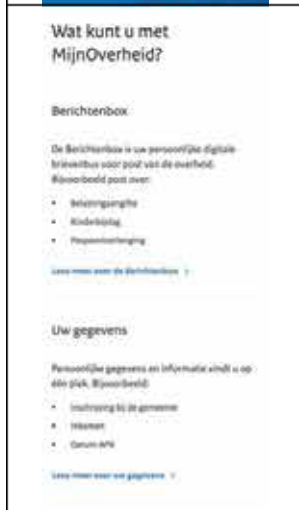 Wat kunt u met
MijnOverheid?
Berichtenbox
De Berichtenbox is uw persoonlijke digitale
brievenbus voor post van de overheid.
Bijvoorbeeld post over:
• Belastingaangifte
• Kinderbijslag
• Paspoortverlenging
Lees meer over de Berichtenbox >
Uw gegevens
Persoonlijke gegevens en informatie vindt u op
één plek. Bijvoorbeeld:
• Inschrijving bij de gemeente
• Inkomen
• Datum APK
Lees meer over uw gegevens >